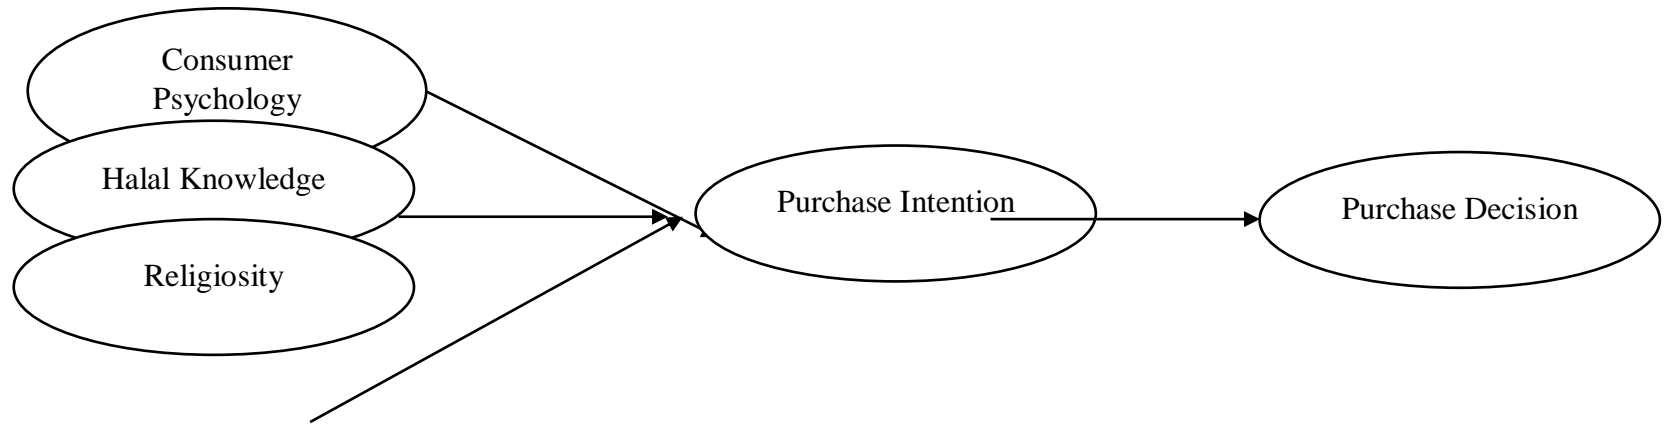 Consumer
Psychology
Halal Knowledge
Religiosity
Purchase Intention
Purchase Decision